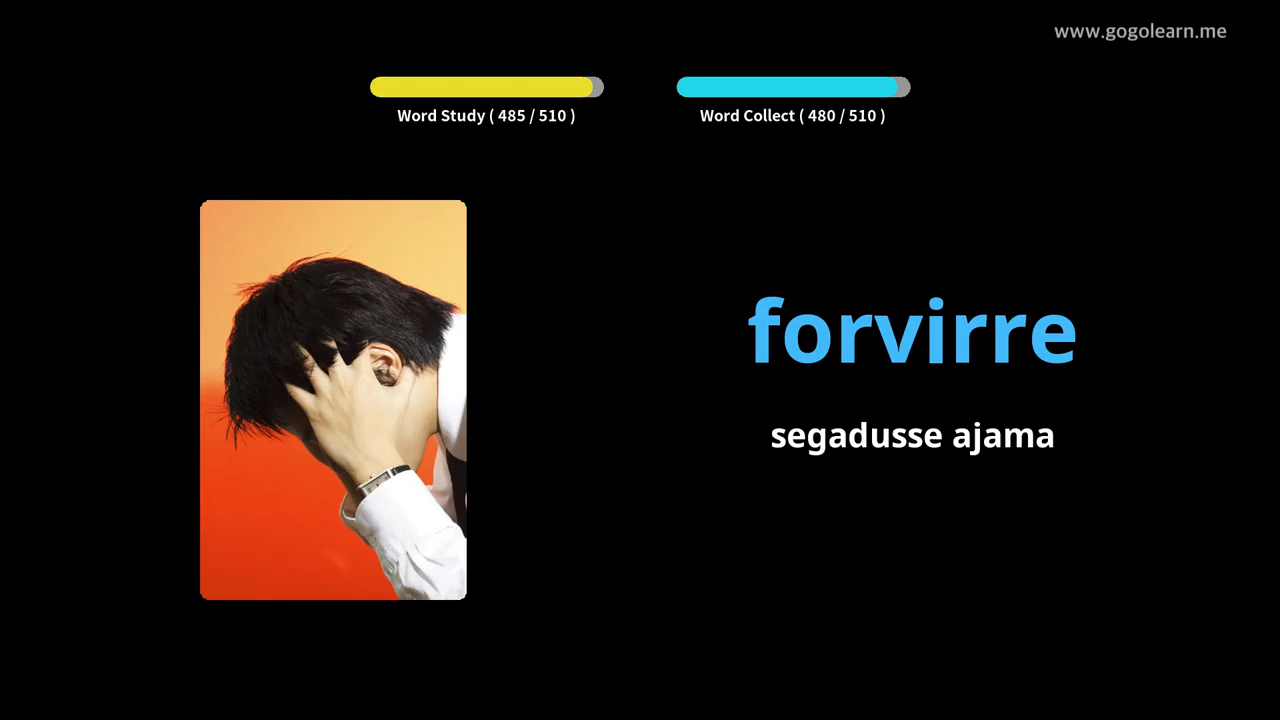 www.gogolearn.me
Word Study ( 485 / 510 )
Word Collect ( 480 / 510 )
forvirre
segadusse ajama